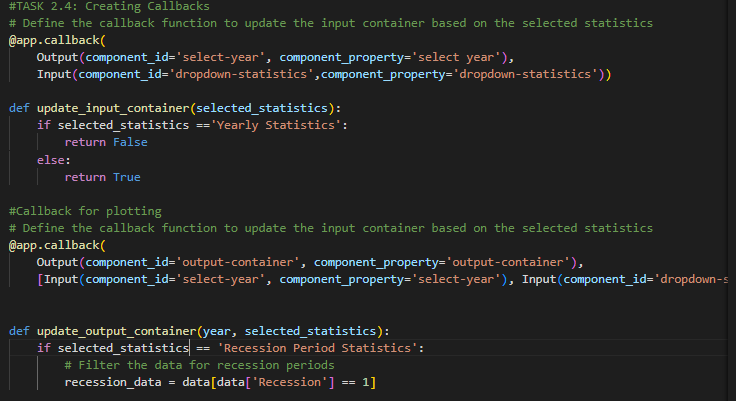 #TASK 2.4: Creating Callbacks
# Define the callback function to update the input container based on the selected statistics
@app.callback(
    Output(component_id='select-year', component_property='select year'),
    Input(component_id='dropdown-statistics',component_property='dropdown-statistics'))

def update_input_container(selected_statistics):
    if selected_statistics =='Yearly Statistics':
        return False
    else:
        return True

#Callback for plotting
# Define the callback function to update the input container based on the selected statistics
@app.callback(
    Output(component_id='output-container', component_property='output-container'),
    [Input(component_id='select-year', component_property='select-year'), Input(component_id='dropdown-s

def update_output_container(year, selected_statistics):
    if selected_statistics == 'Recession Period Statistics':
        # Filter the data for recession periods
        recession_data = data[data['Recession'] == 1]